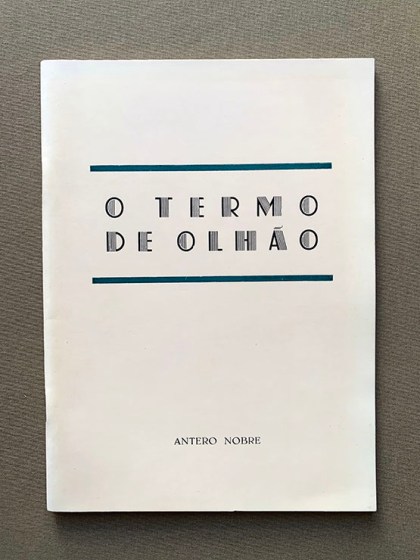 O TERMO
DE OLHÃO
ANTERO NOBRE